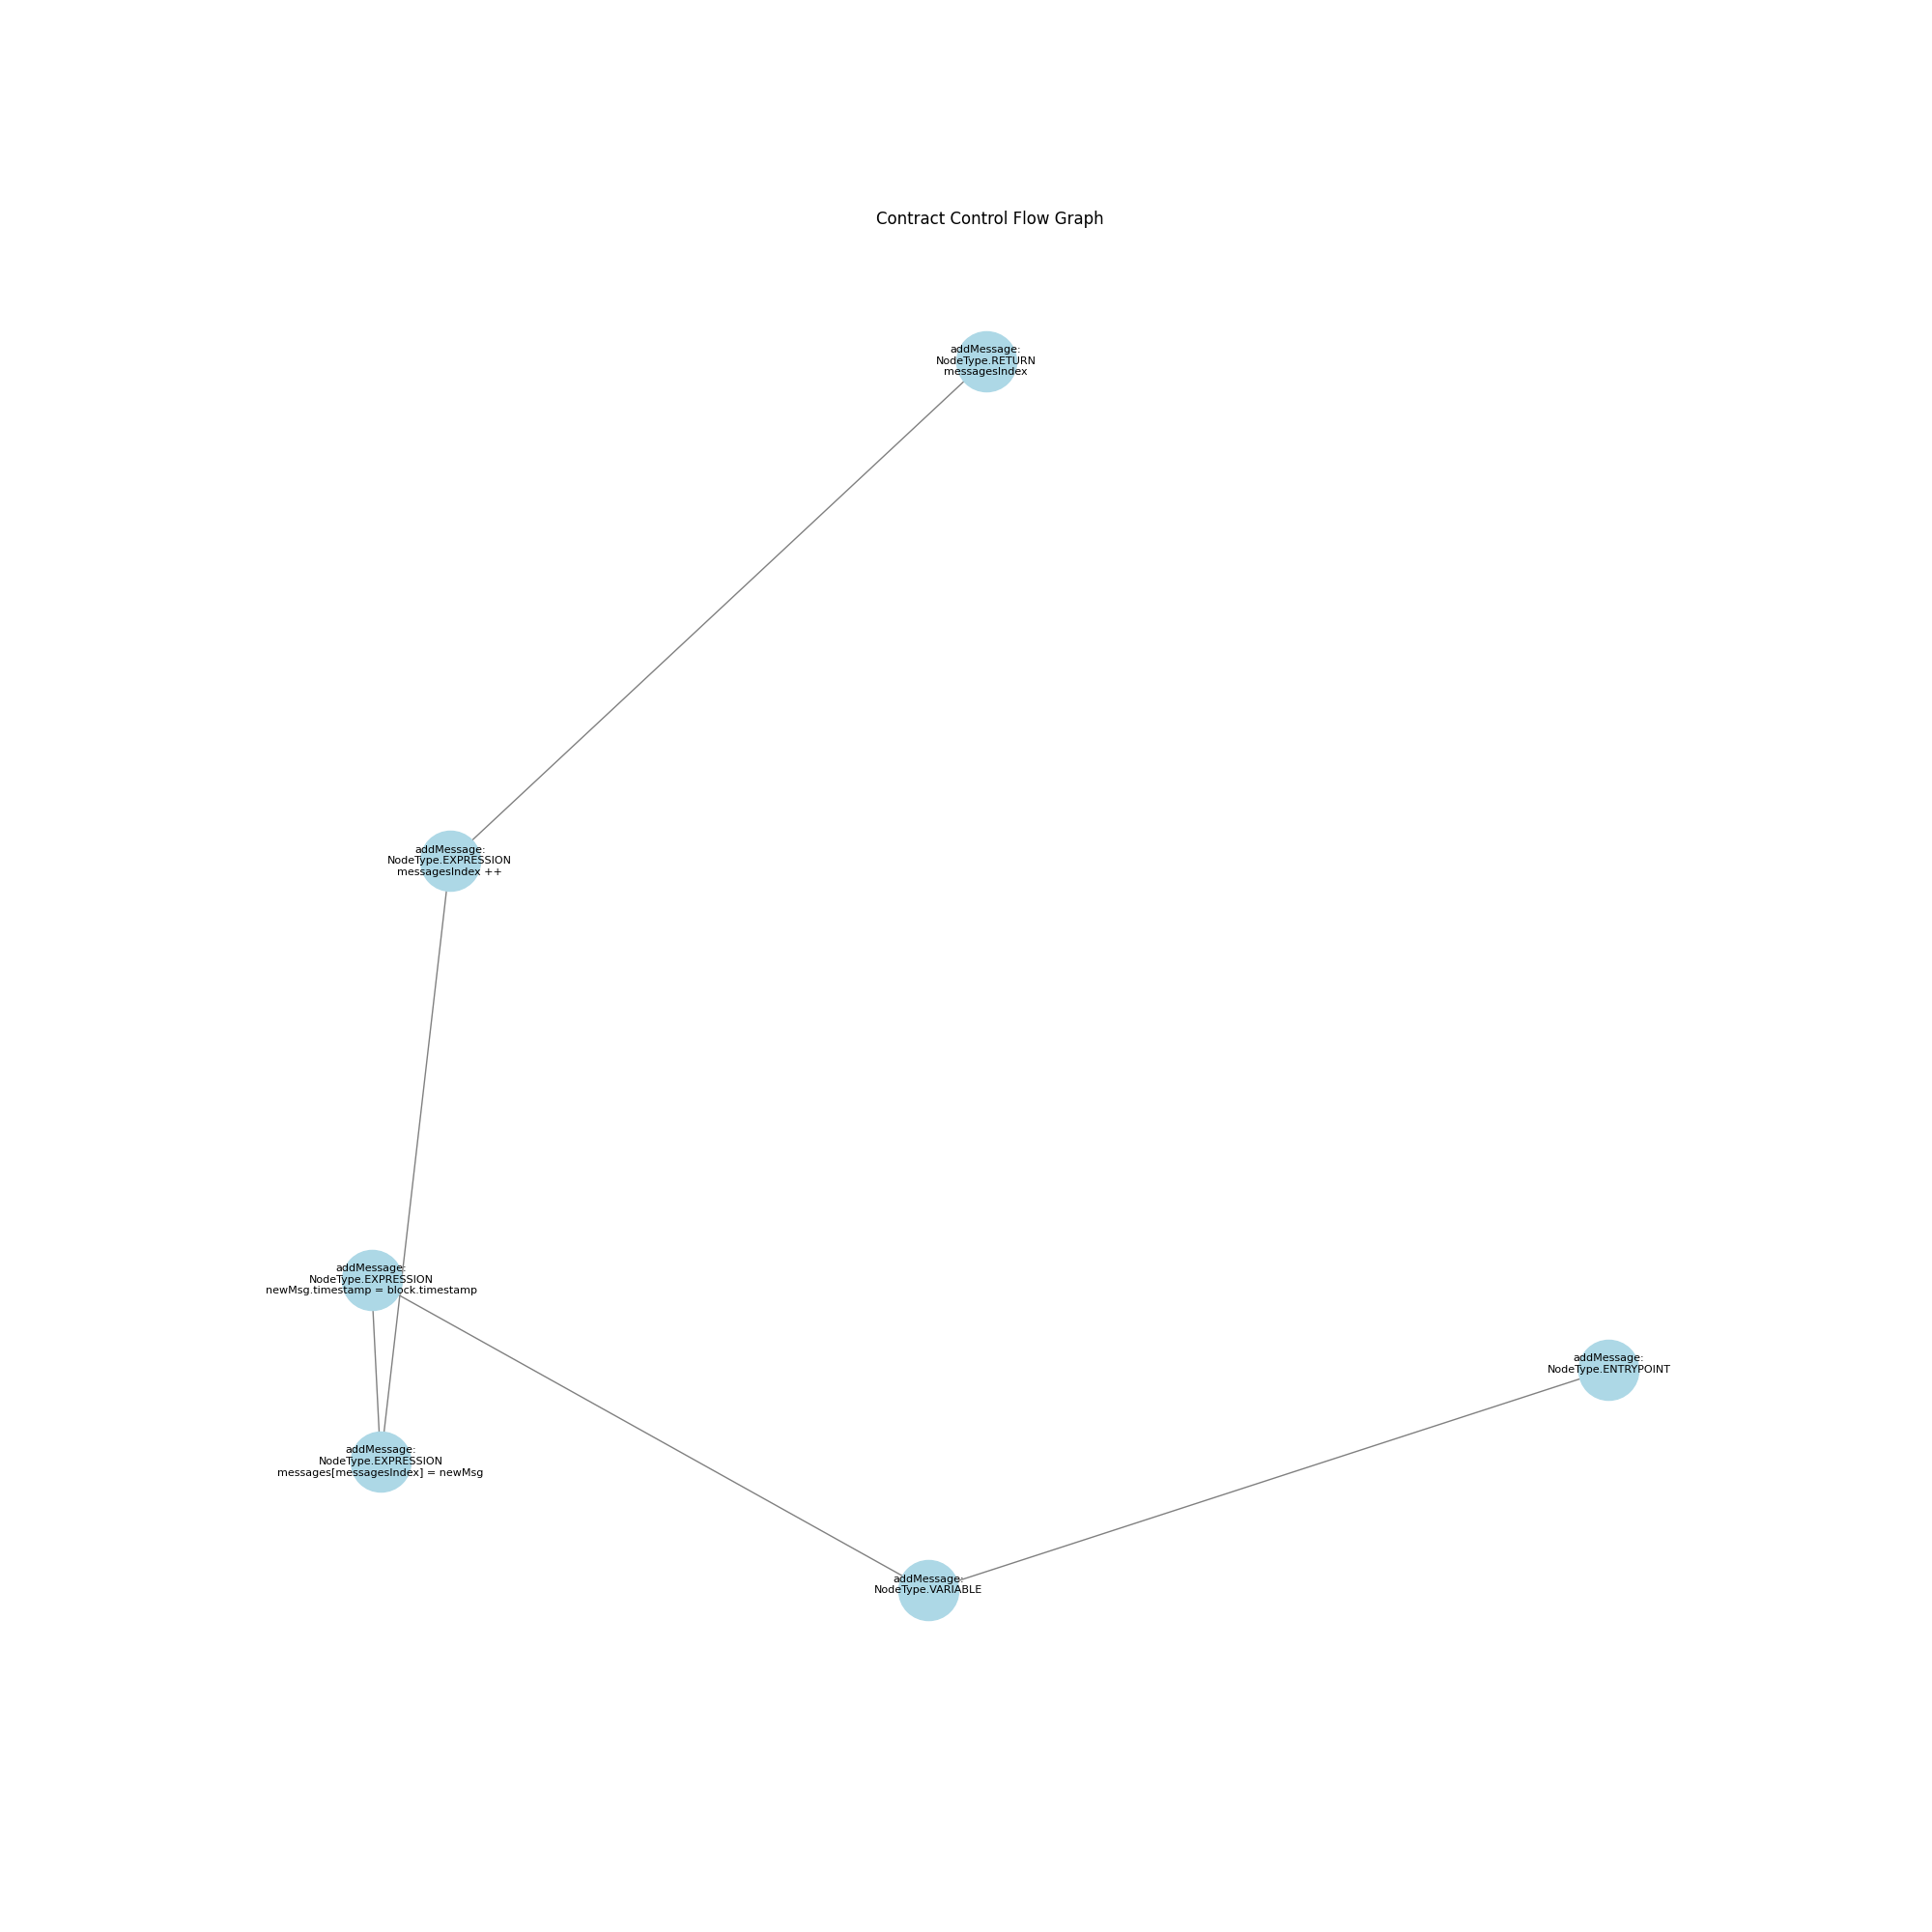 Contract Control Flow Graph
addMessage:
NodeType.RETURN
messagesIndex
addMessage:
NodeType.EXPRESSION
messagesIndex ++
addMessage:
NodeType.EXPRESSION
newMsg.timestamp = block.timestamp
addMessage:
NodeType.ENTRYPOINT
addMessage:
NodeType.EXPRESSION
messages[messagesIndex] = newMsg
addMessage:
NodeType.VARIABLE